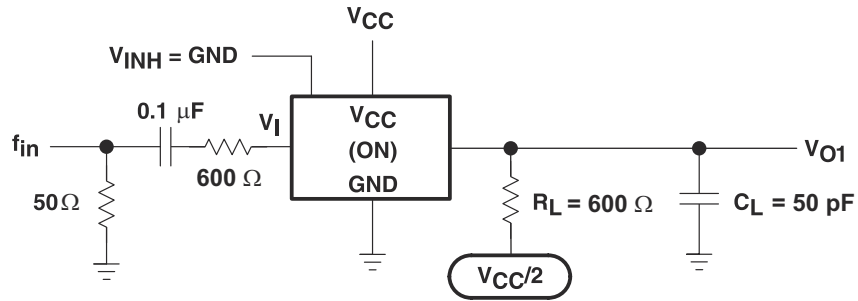 VCC
VINH = GND
0.1 μF
VI
VCC
fin
(ON)
VO1
600 Ω
GND
50 Ω
RL = 600 Ω
CL = 50 pF
VCC/2